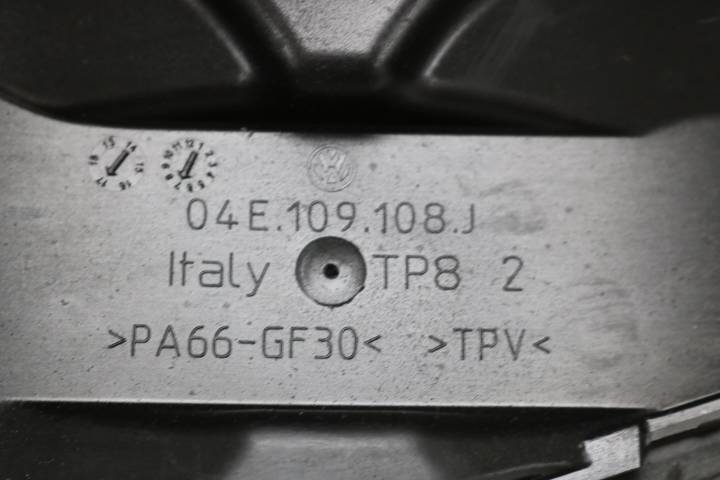 04E.109.108.J
Italy TP8 2
>PA66-GF30< >TPV<